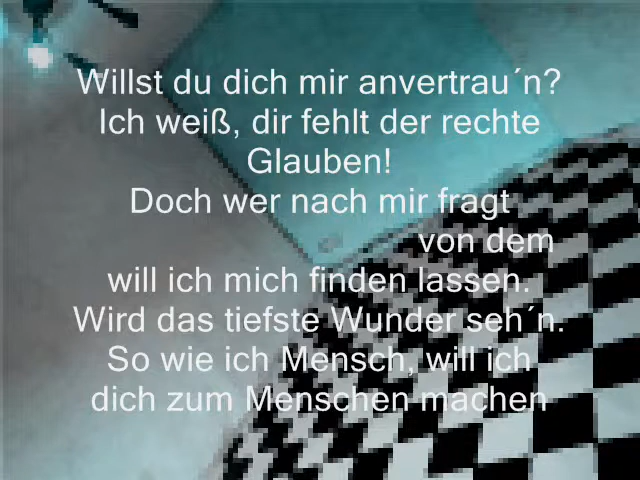 Willst du dich mir anvertrau´n?
Ich weiß, dir fehlt der rechte
Glauben!
Doch wer nach mir fragt
von dem
will ich mich finden lassen.
Wird das tiefste Wunder seh´n.
So wie ich Mensch, will ich
dich zum Menschen machen